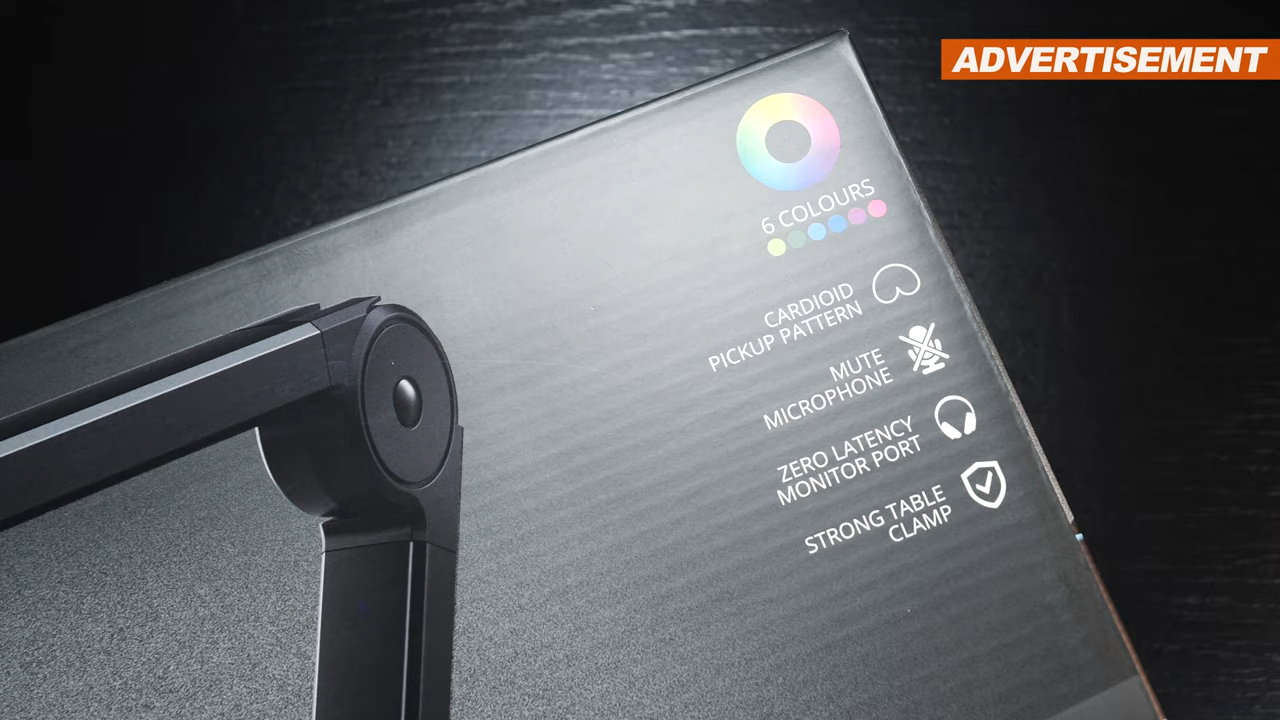 ADVERTISEMENT
6 COLOURS
CARDIOID
PICKUP PATTERN
MUTE
MICROPHONE
ZERO LATENCY
MONITOR PORT
STRONG TABLE
CLAMP